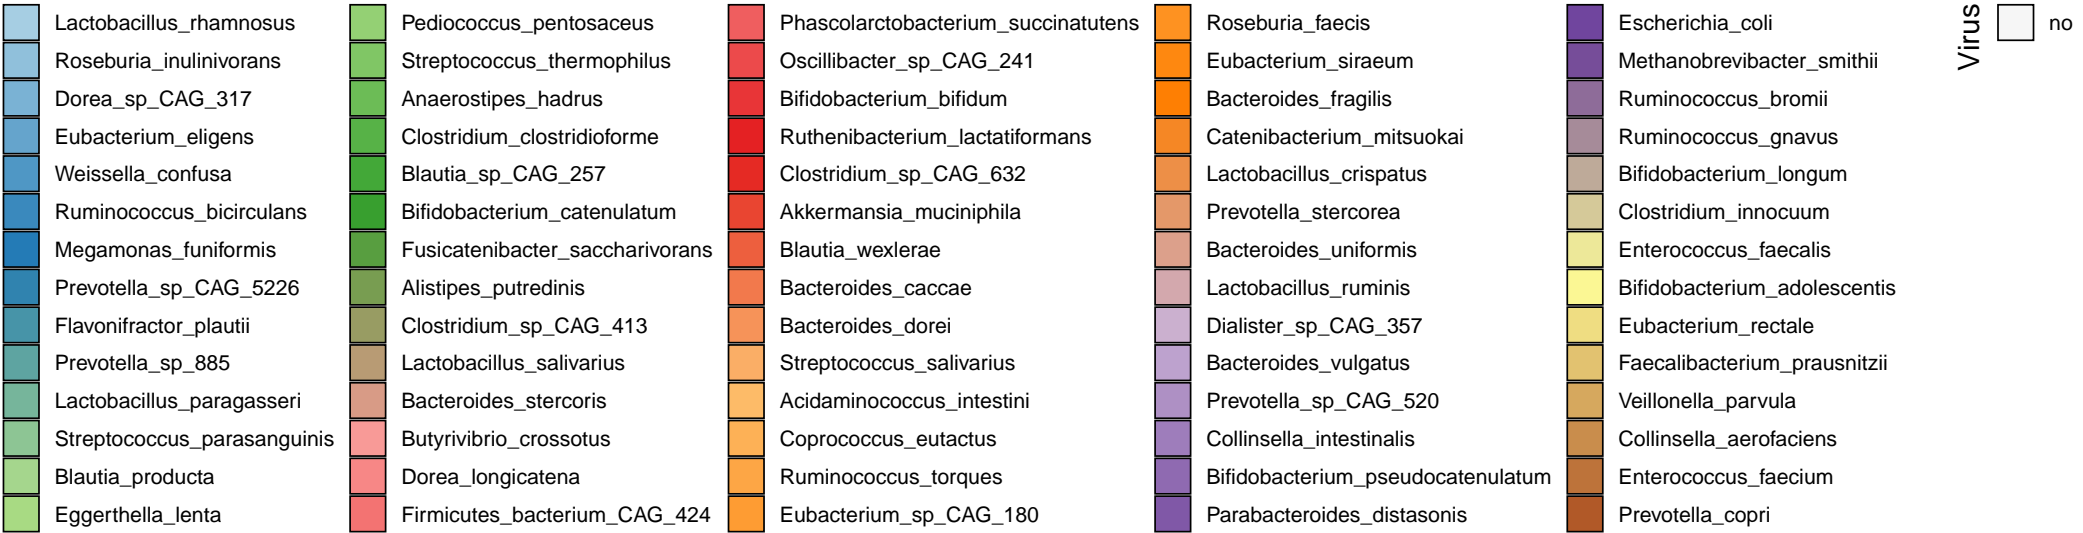 Lactobacillus_rhamnosus
Roseburia_inulinivorans
Dorea_sp_CAG_317
Eubacterium_eligens
Weissella_confusa
Ruminococcus_bicirculans
Megamonas_funiformis
Prevotella_sp_CAG_5226
Flavonifractor_plautii
Prevotella_sp_885
Lactobacillus_paragasseri
Streptococcus_parasanguinis
Blautia_producta
Eggerthella_lenta
Pediococcus_pentosaceus
Streptococcus_thermophilus
Anaerostipes_hadrus
Clostridium_clostridioforme
Blautia_sp_CAG_257
Bifidobacterium_catenulatum
Fusicatenibacter_saccharivorans
Alistipes_putredinis
Clostridium_sp_CAG_413
Lactobacillus_salivarius
Bacteroides_stercoris
Butyrivibrio_crossotus
Dorea_longicatena
Firmicutes_bacterium_CAG_424
Phascolarctobacterium_succinatutens
Oscillibacter_sp_CAG_241
Bifidobacterium_bifidum
Ruthenibacterium_lactatiformans
Clostridium_sp_CAG_632
Akkermansia_muciniphila
Blautia_wexlerae
Bacteroides_caccae
Bacteroides_dorei
Streptococcus_salivarius
Acidaminococcus_intestini
Coprococcus_eutactus
Ruminococcus_torques
Eubacterium_sp_CAG_180
Roseburia_faecis
Eubacterium_siraeum
Bacteroides_fragilis
Catenibacterium_mitsuokai
Lactobacillus_crispatus
Prevotella_stercorea
Bacteroides_uniformis
Lactobacillus_ruminis
Dialister_sp_CAG_357
Bacteroides_vulgatus
Prevotella_sp_CAG_520
Collinsella_intestinalis
Bifidobacterium_pseudocatenulatum
Parabacteroides_distasonis
Escherichia_coli
Methanobrevibacter_smithii
Ruminococcus_bromii
Ruminococcus_gnavus
Bifidobacterium_longum
Clostridium_innocuum
Enterococcus_faecalis
Bifidobacterium_adolescentis
Eubacterium_rectale
Faecalibacterium_prausnitzii
Veillonella_parvula
Collinsella_aerofaciens
Enterococcus_faecium
Prevotella_copri
Virus
no